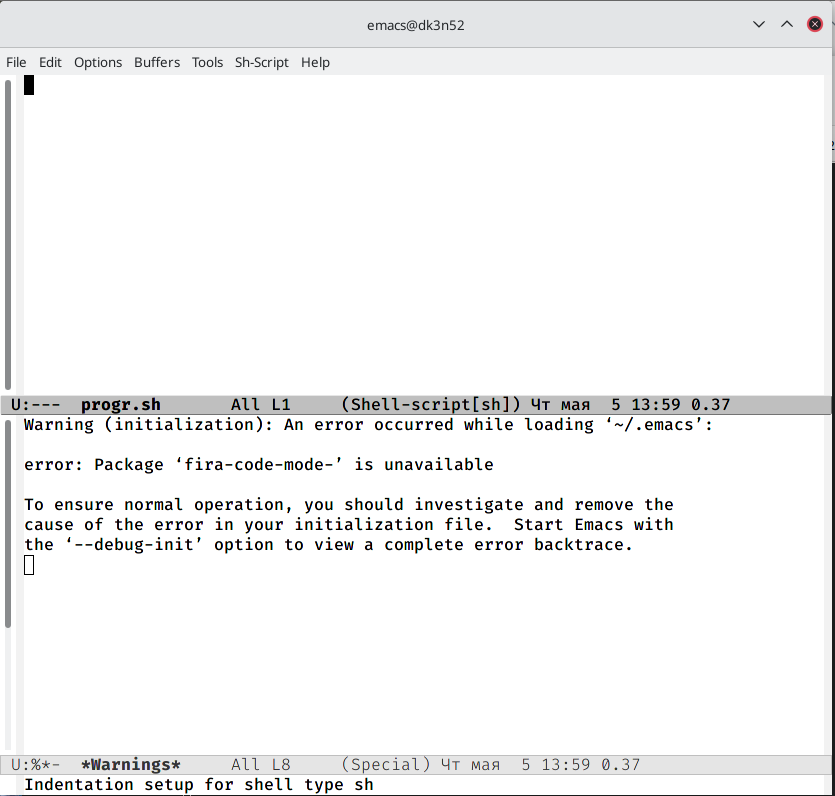 emacs@dk3n52
File Edit Options Buffers Tools Sh-Script Help
U:--- progr.sh All L1 (Shell-script[sh]) Чт мая 5 13:59 0.37
Warning (initialization): An error occurred while loading ‘~/.emacs’:
error: Package ‘fira-code-mode-’ is unavailable
To ensure normal operation, you should investigate and remove the
cause of the error in your initialization file. Start Emacs with
the ‘--debug-init’ option to view a complete error backtrace.
U:%*- *Warnings* All L8 (Special) Чт мая 5 13:59 0.37
Indentation setup for shell type sh